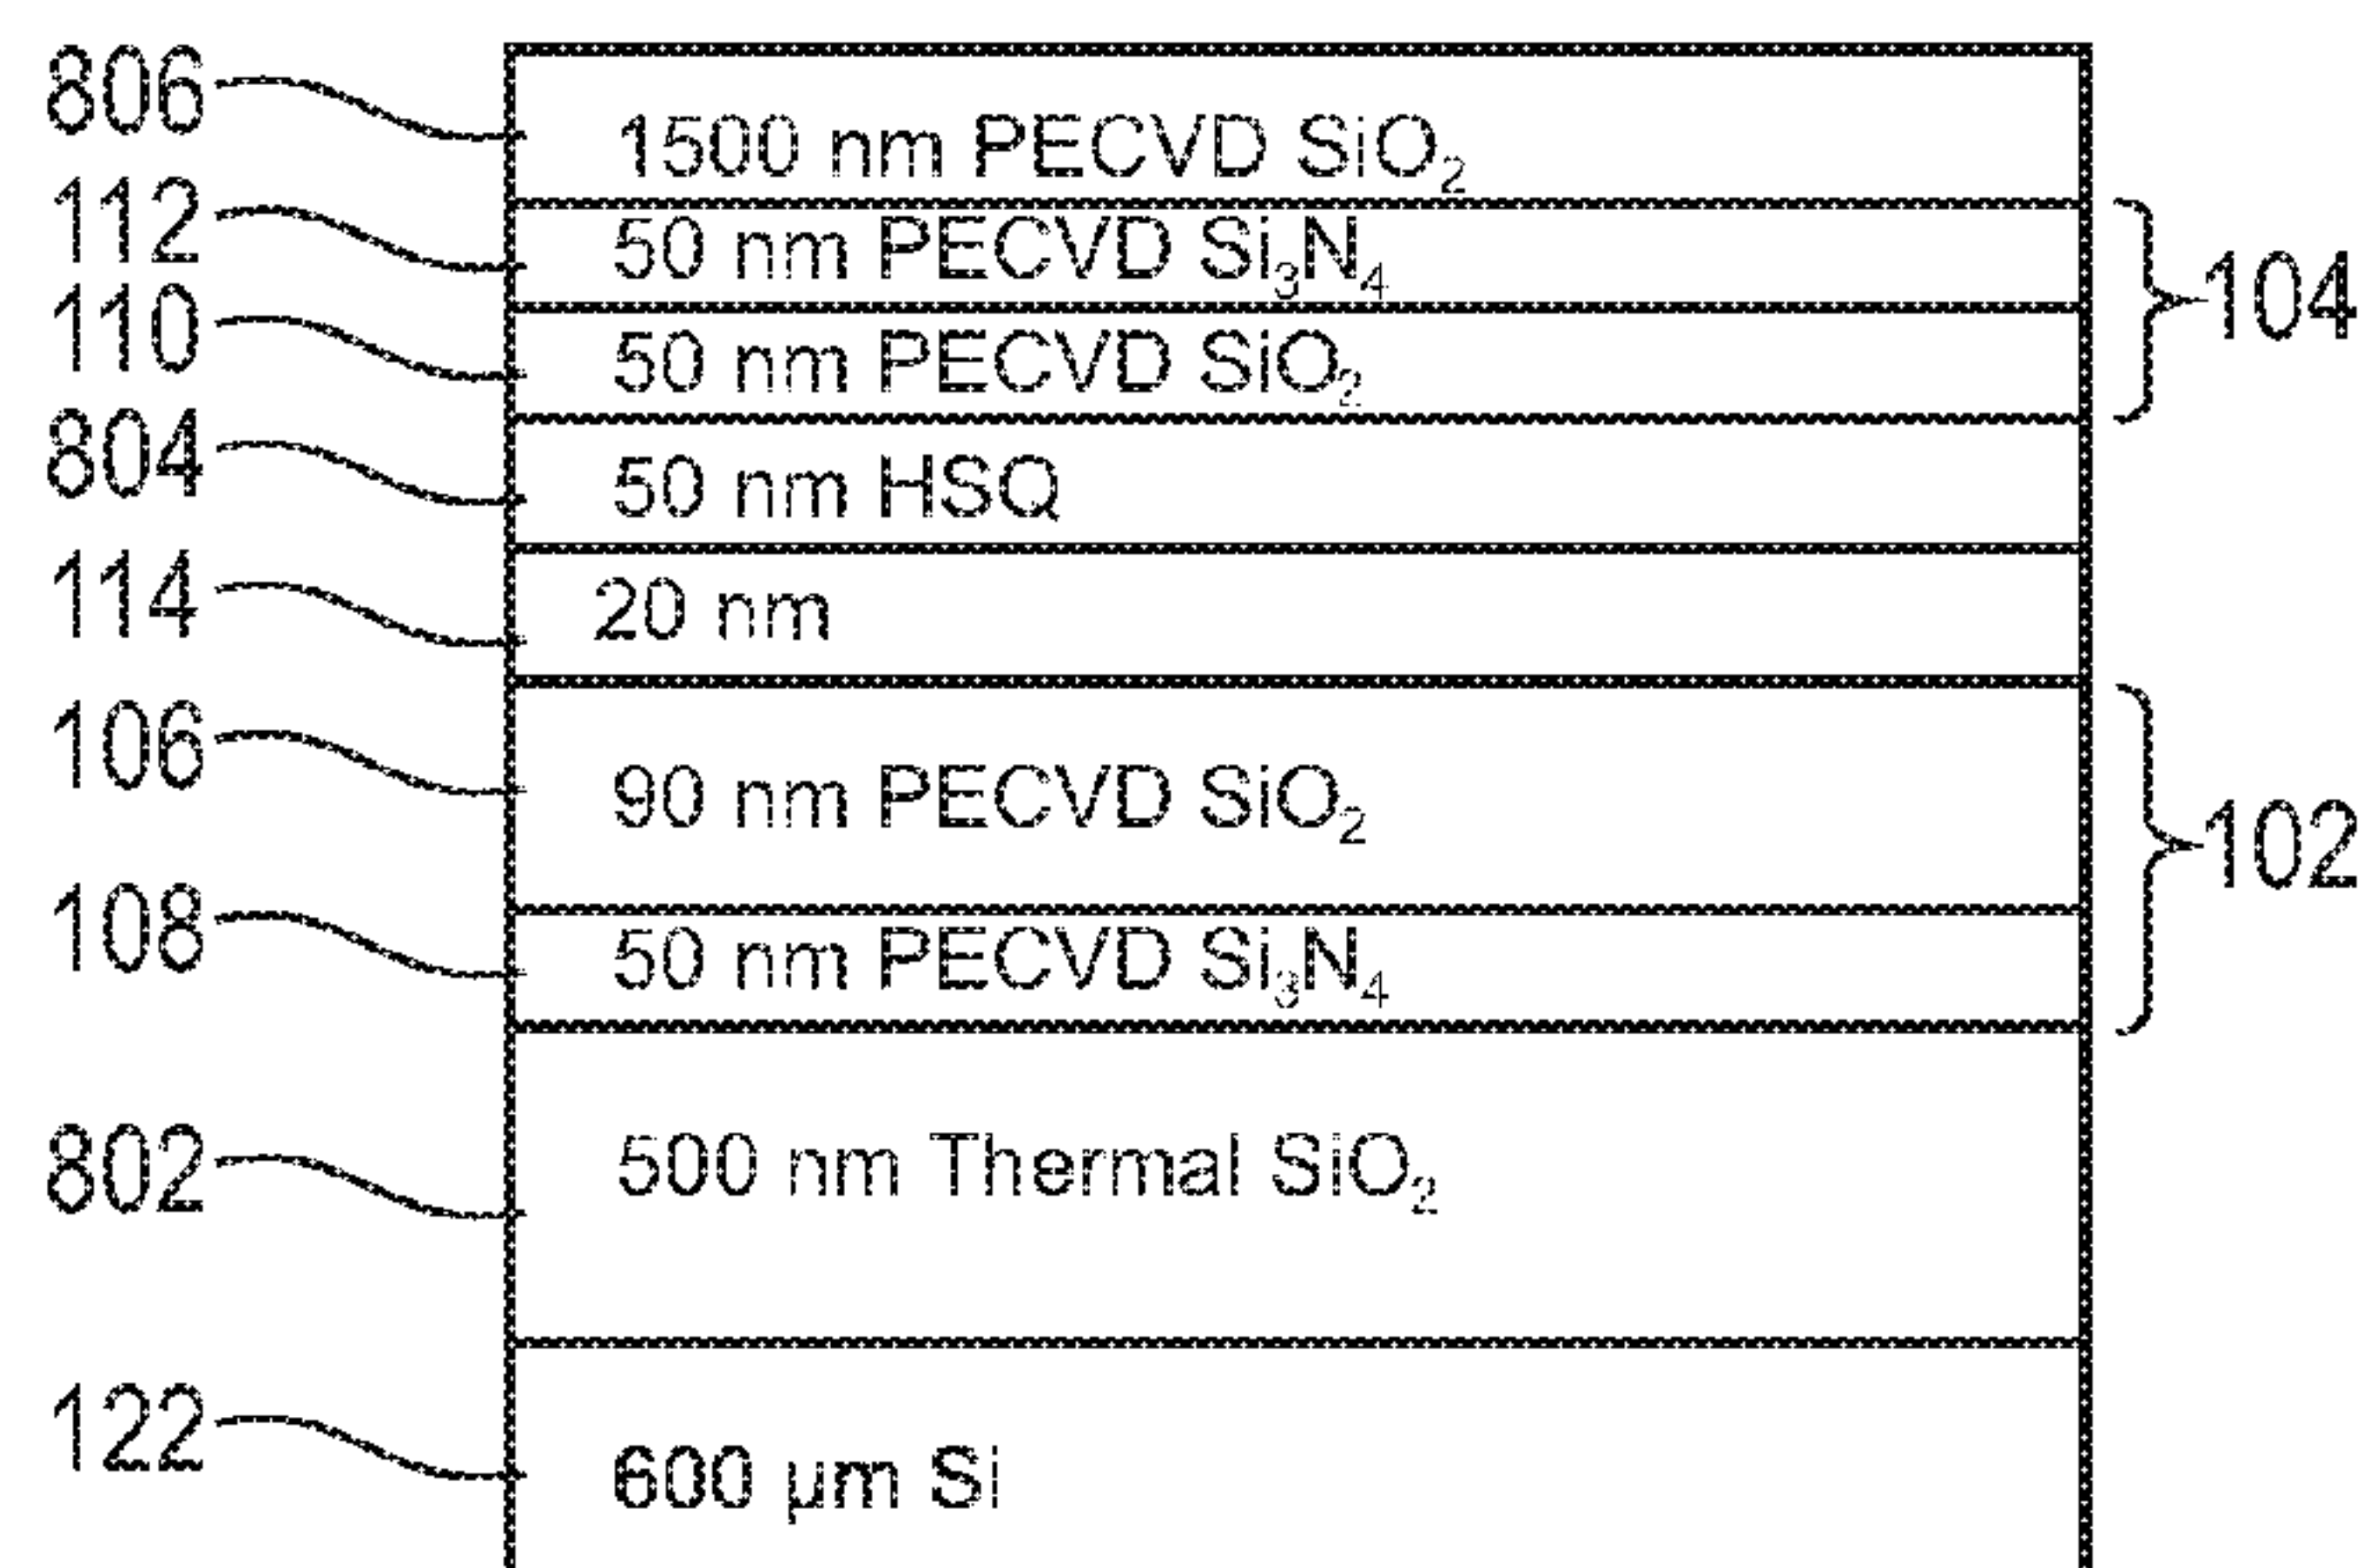 806
1500 nm PECVD SiO₂
112
50 nm PECVD Si₃N₄
104
110
50 nm PECVD SiO₂
804
50 nm HSQ
114
20 nm
106
90 nm PECVD SiO₂
102
108
50 nm PECVD Si₃N₄
802
500 nm Thermal SiO₂
122
600 µm Si